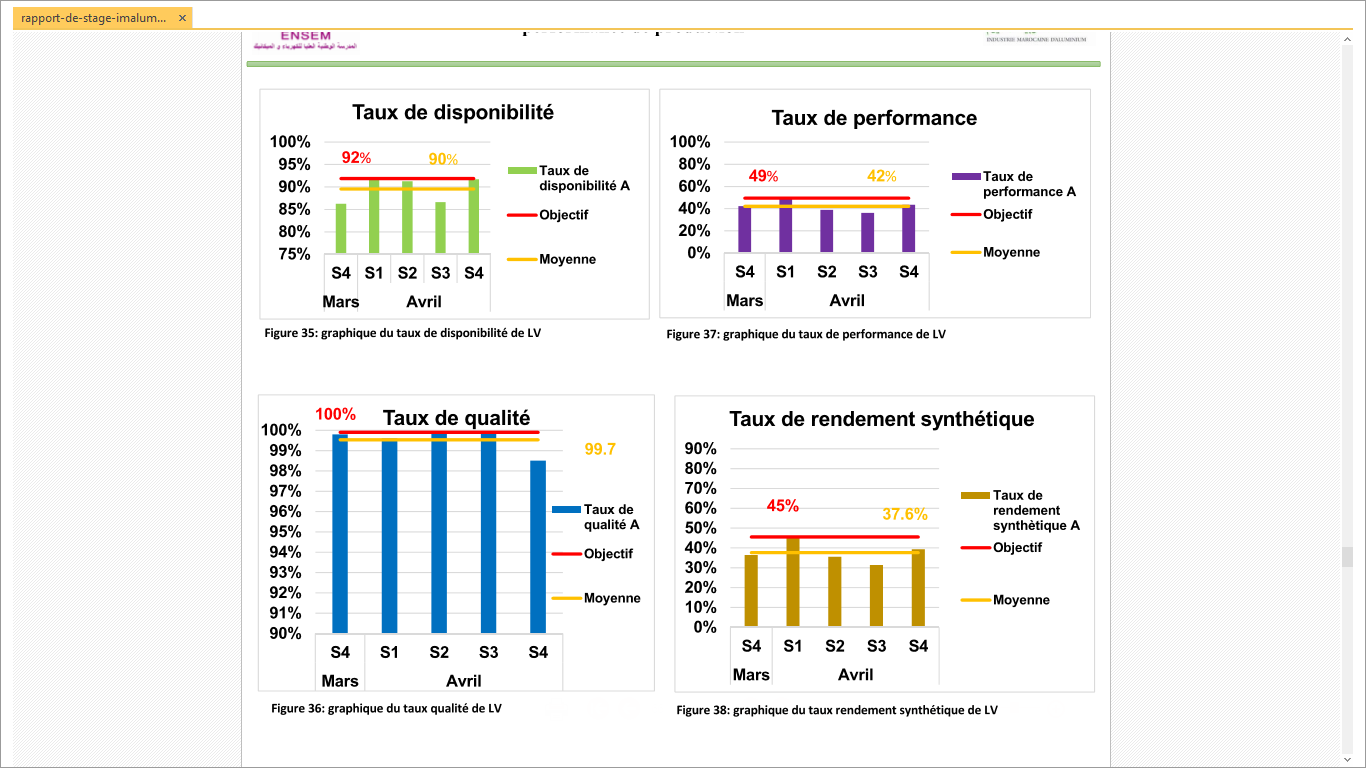 rapport-de-stage-imalum... ×
ENSEM
المدرسة الوطنية العليا للكهرباء و الميكانيك
INDUSTRIE MAROCAINE D'ALUMINIUM
Taux de disponibilité
100%
95%
90%
85%
80%
75%
92%
90%
S4 S1 S2 S3 S4
Mars Avril
Taux de
disponibilité A
Objectif
Moyenne
Figure 35: graphique du taux de disponibilité de LV
Taux de performance
100%
80%
60%
40%
20%
0%
49%
42%
S4 S1 S2 S3 S4
Mars Avril
Taux de
performance A
Objectif
Moyenne
Figure 37: graphique du taux de performance de LV
100%
Taux de qualité
100%
99%
98%
97%
96%
95%
94%
93%
92%
91%
90%
99.7
S4 S1 S2 S3 S4
Mars Avril
Taux de
qualité A
Objectif
Moyenne
Figure 36: graphique du taux qualité de LV
Taux de rendement synthétique
90%
80%
70%
60%
50%
40%
30%
20%
10%
0%
45%
37.6%
S4 S1 S2 S3 S4
Mars Avril
Taux de
rendement
synthètique A
Objectif
Moyenne
Figure 38: graphique du taux rendement synthétique de LV